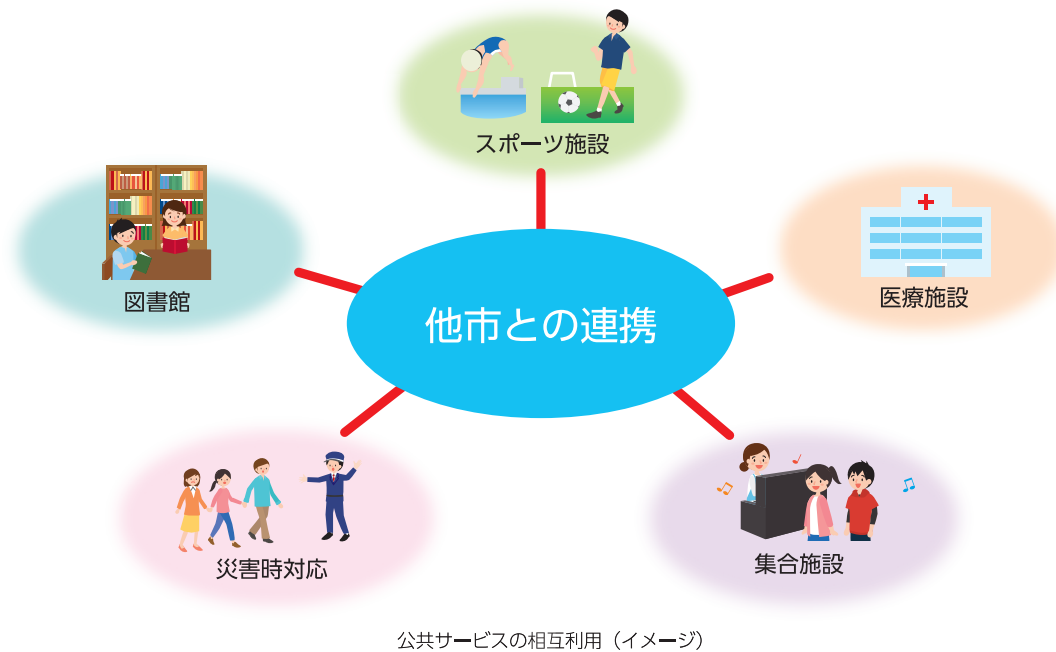 スポーツ施設
図書館
医療施設
他市との連携
災害時対応
集合施設
公共サービスの相互利用（イメージ）